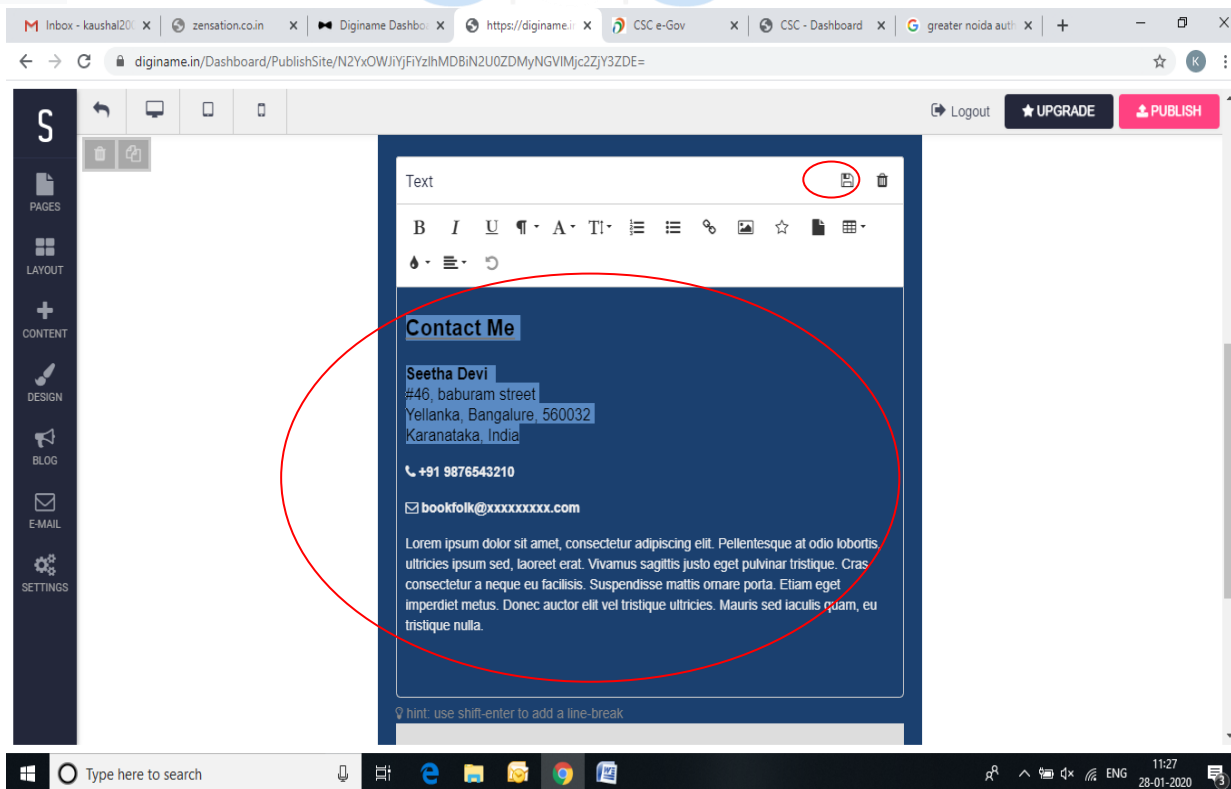 Inbox - kaushal20
zensation.co.in
Diginame Dashbo
https://diginame.i
CSC e-Gov
CSC - Dashboard
greater noida auth
diginame.in/Dashboard/PublishSite/N2YxOWJiYjFiYzlhMDBiN2U0ZDMyNGVlMjc2ZjY3ZDE=
K
S
Logout
UPGRADE
PUBLISH
PAGES
LAYOUT
CONTENT
DESIGN
BLOG
E-MAIL
SETTINGS
Text
B I U ¶ A TI
Contact Me
Seetha Devi
#46, baburam street
Yellanka, Bangalure, 560032
Karanataka, India
+91 9876543210
bookfolk@xxxxxxxxx.com
Lorem ipsum dolor sit amet, consectetur adipiscing elit. Pellentesque at odio lobortis,
ultricies ipsum sed, laoreet erat. Vivamus sagittis justo eget pulvinar tristique. Cras
consectetur a neque eu facilisis. Suspendisse mattis ornare porta. Etiam eget
imperdiet metus. Donec auctor elit vel tristique ultricies. Mauris sed iaculis quam, eu
tristique nulla.
hint: use shift-enter to add a line-break
Type here to search
ENG
11:27
28-01-2020
3